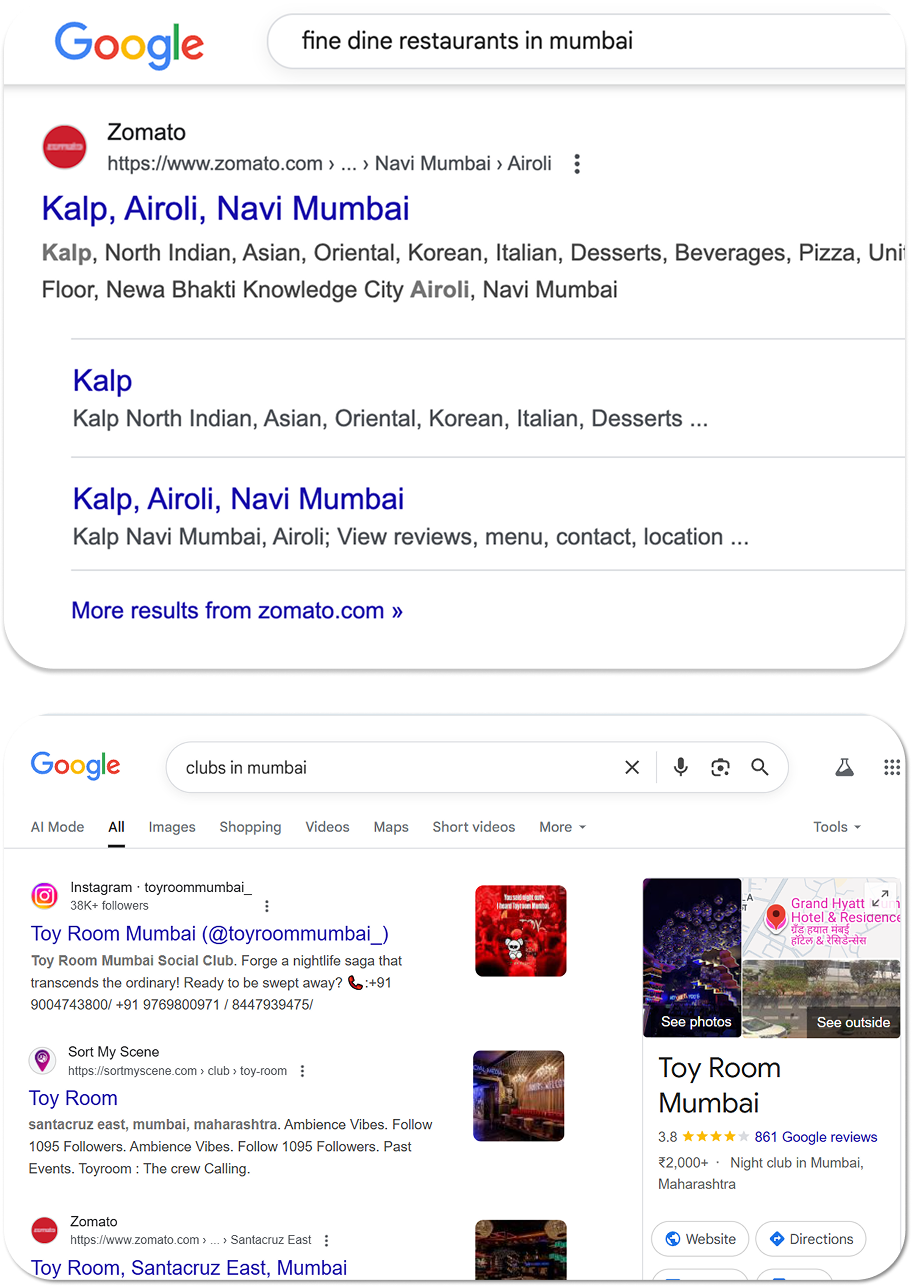 Google
fine dine restaurants in mumbai
zomato
Zomato
https://www.zomato.com › ... › Navi Mumbai › Airoli
Kalp, Airoli, Navi Mumbai
Kalp, North Indian, Asian, Oriental, Korean, Italian, Desserts, Beverages, Pizza, Unit
Floor, Newa Bhakti Knowledge City Airoli, Navi Mumbai
Kalp
Kalp North Indian, Asian, Oriental, Korean, Italian, Desserts ...
Kalp, Airoli, Navi Mumbai
Kalp Navi Mumbai, Airoli; View reviews, menu, contact, location ...
More results from zomato.com »
Google
clubs in mumbai
AI Mode All Images Shopping Videos Maps Short videos More Tools
Instagram · toyroommumbai_
38K+ followers
Toy Room Mumbai (@toyroommumbai_)
Toy Room Mumbai Social Club. Forge a nightlife saga that
transcends the ordinary! Ready to be swept away? 📞:+91
9004743800/ +91 9769800971 / 8447939475/
Sort My Scene
https://sortmyscene.com › club › toy-room
Toy Room
santacruz east, mumbai, maharashtra. Ambience Vibes. Follow
1095 Followers. Ambience Vibes. Follow 1095 Followers. Past
Events. Toyroom : The crew Calling.
zomato
Zomato
https://www.zomato.com › ... › Santacruz East
Toy Room, Santacruz East, Mumbai
Grand Hyatt
Hotel & Residence
ग्रँड हयात मुंबई
हॉटेल & रेसिडेन्सेस
See photos
See outside
Toy Room
Mumbai
3.8 861 Google reviews
₹2,000+ · Night club in Mumbai,
Maharashtra
Website Directions